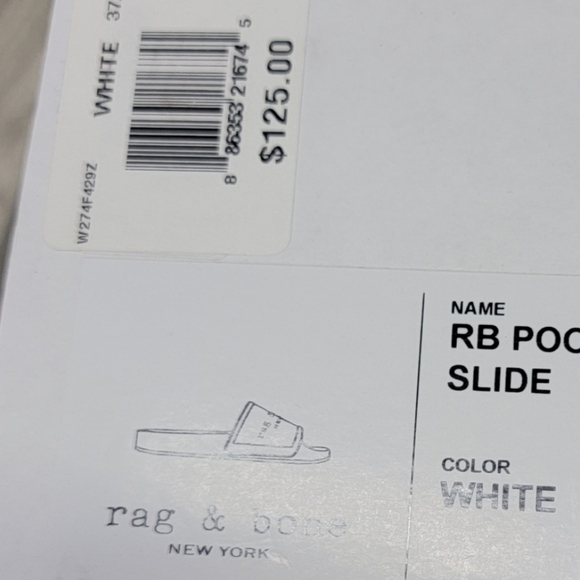 WHITE 37
8 86353 21674 5
$125.00
W274F429Z
NAME
RB POO
SLIDE
COLOR
WHITE
rag & bone
NEW YORK